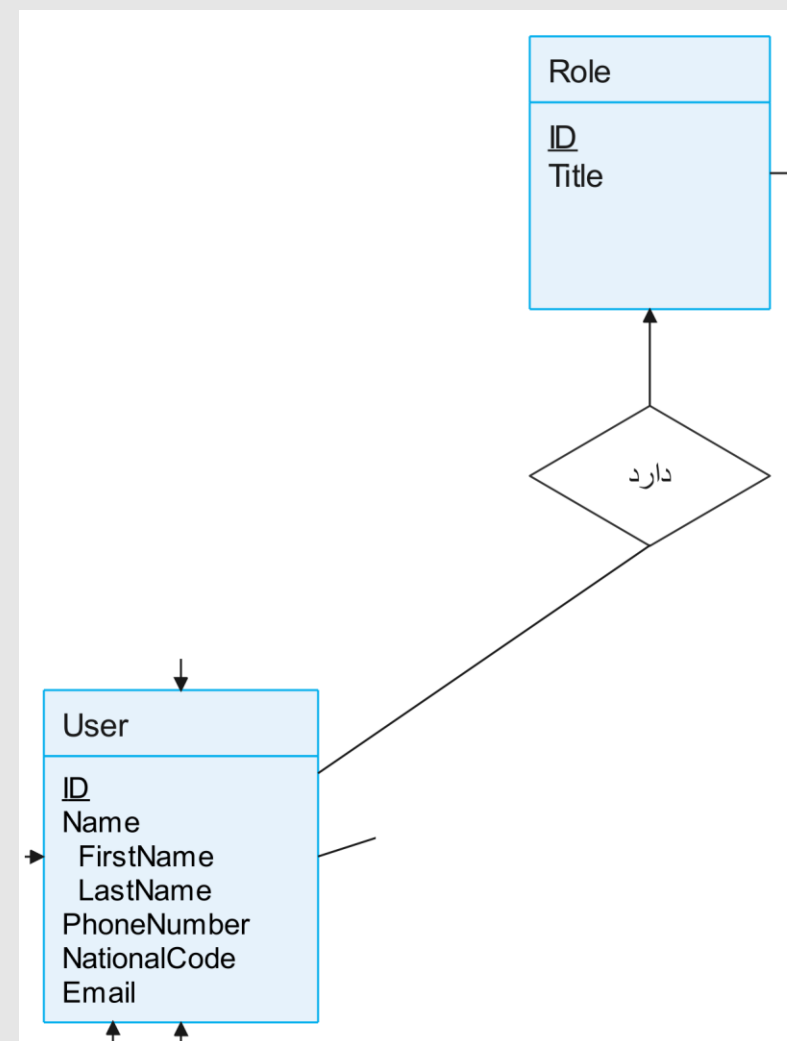 Role
ID
Title
دارد
User
ID
Name
FirstName
LastName
PhoneNumber
NationalCode
Email